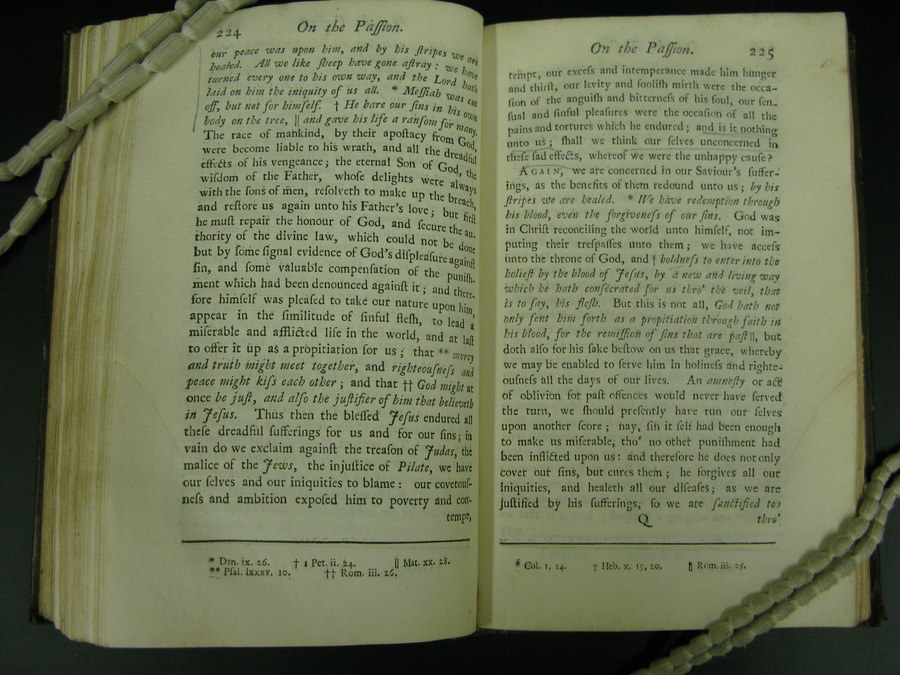 224 On the Paſſion.
our peace was upon him, and by his ſtripes we are
healed. All we like ſheep have gone aſtray: we have
turned every one to his own way, and the Lord hath
laid on him the iniquity of us all. * Meſſiah was cut
off, but not for himſelf. † He bare our ſins in his own
body on the tree, || and gave his life a ranſom for many.
The race of mankind, by their apoſtacy from God,
were become liable to his wrath, and all the dreadful
effects of his vengeance; the eternal Son of God, the
wiſdom of the Father, whoſe delights were always
with the ſons of men, reſolveth to make up the breach,
and reſtore us again unto his Father's love; but firſt
he muſt repair the honour of God, and ſecure the au-
thority of the divine law, which could not be done
but by ſome ſignal evidence of God's diſpleaſure againſt
ſin, and ſome valuable compenſation of the puniſh-
ment which had been denounced againſt it; and there-
fore himſelf was pleaſed to take our nature upon him,
appear in the ſimilitude of ſinful fleſh, to lead a
miſerable and afflicted life in the world, and at laſt
to offer it up as a propitiation for us; that ** mercy
and truth might meet together, and righteouſneſs and
peace might kiſs each other; and that †† God might at
once be juſt, and alſo the juſtifier of him that believeth
in Jeſus. Thus then the bleſſed Jeſus endured all
theſe dreadful ſufferings for us and for our ſins; in
vain do we exclaim againſt the treaſon of Judas, the
malice of the Jews, the injuſtice of Pilate, we have
our ſelves and our iniquities to blame: our covetouſ-
neſs and ambition expoſed him to poverty and con-
tempt,
* Dan. ix. 26. † 1 Pet. ii. 24. || Mat. xx. 28.
** Pſal. lxxxv. 10. †† Rom. iii. 26.
On the Paſſion. 225
tempt, our exceſs and intemperance made him hunger
and thirſt, our levity and fooliſh mirth were the occa-
ſion of the anguiſh and bitterneſs of his ſoul, our ſen-
ſual and ſinful pleaſures were the occaſion of all the
pains and tortures which he endured; and is it nothing
unto us; ſhall we think our ſelves unconcerned in
theſe ſad effects, whereof we were the unhappy cauſe?
AGAIN, we are concerned in our Saviour's ſuffer-
ings, as the benefits of them redound unto us; by his
ſtripes we are healed. * We have redemption through
his blood, even the forgiveneſs of our ſins. God was
in Chriſt reconciling the world unto himſelf, not im-
puting their treſpaſſes unto them; we have acceſs
unto the throne of God, and † boldneſs to enter into the
holieſt by the blood of Jeſus, by a new and living way
which he hath conſecrated for us thro' the veil, that
is to ſay, his fleſh. But this is not all, God hath not
only ſent him forth as a propitiation through faith in
his blood, for the remiſſion of ſins that are paſt ||, but
doth alſo for his ſake beſtow on us that grace, whereby
we may be enabled to ſerve him in holineſs and righte-
ouſneſs all the days of our lives. An amneſty or act
of oblivion for paſt offences would never have ſerved
the turn, we ſhould preſently have run our ſelves
upon another ſcore; nay, ſin it ſelf had been enough
to make us miſerable, tho' no other puniſhment had
been inflicted upon us: and therefore he does not only
cover our ſins, but cures them; he forgives all our
iniquities, and healeth all our diſeaſes; as we are
juſtified by his ſufferings, ſo we are ſanctified too
Q thro'
* Col. 1. 14. † Heb. x. 19, 20. || Rom. iii. 25.